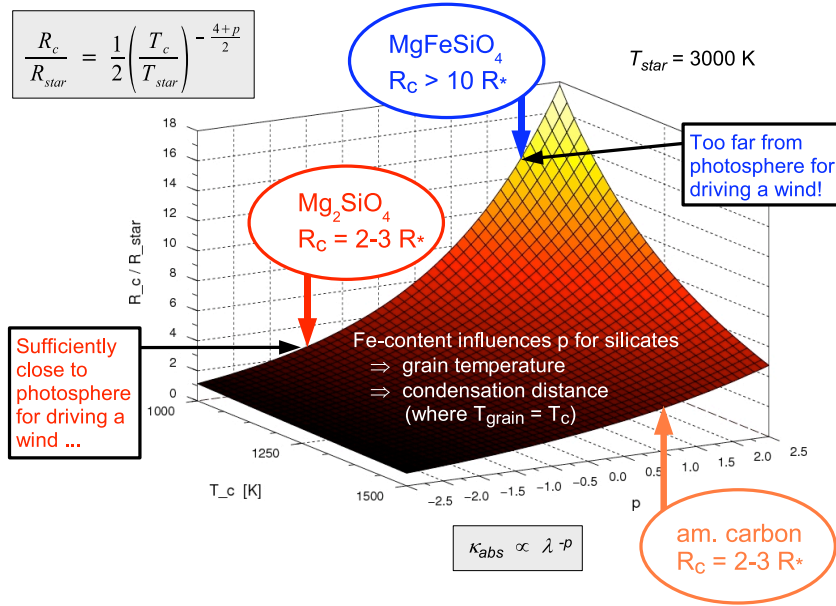 R_c / R_star = 1/2 (T_c / T_star)^{- (4+p)/2}
MgFeSiO₄
R_c > 10 R*
T_star = 3000 K
Too far from
photosphere for
driving a wind!
Mg₂SiO₄
R_c = 2-3 R*
Sufficiently
close to
photosphere
for driving a
wind ...
Fe-content influences p for silicates
⇒ grain temperature
⇒ condensation distance
(where T_grain = T_c)
R_c / R_star
18
16
14
12
10
8
6
4
2
0
1000
1250
1500
T_c [K]
-2.5
-2.0
-1.5
-1.0
-0.5
0.0
0.5
1.0
1.5
2.0
2.5
p
κ_abs ∝ λ^-p
am. carbon
R_c = 2-3 R*